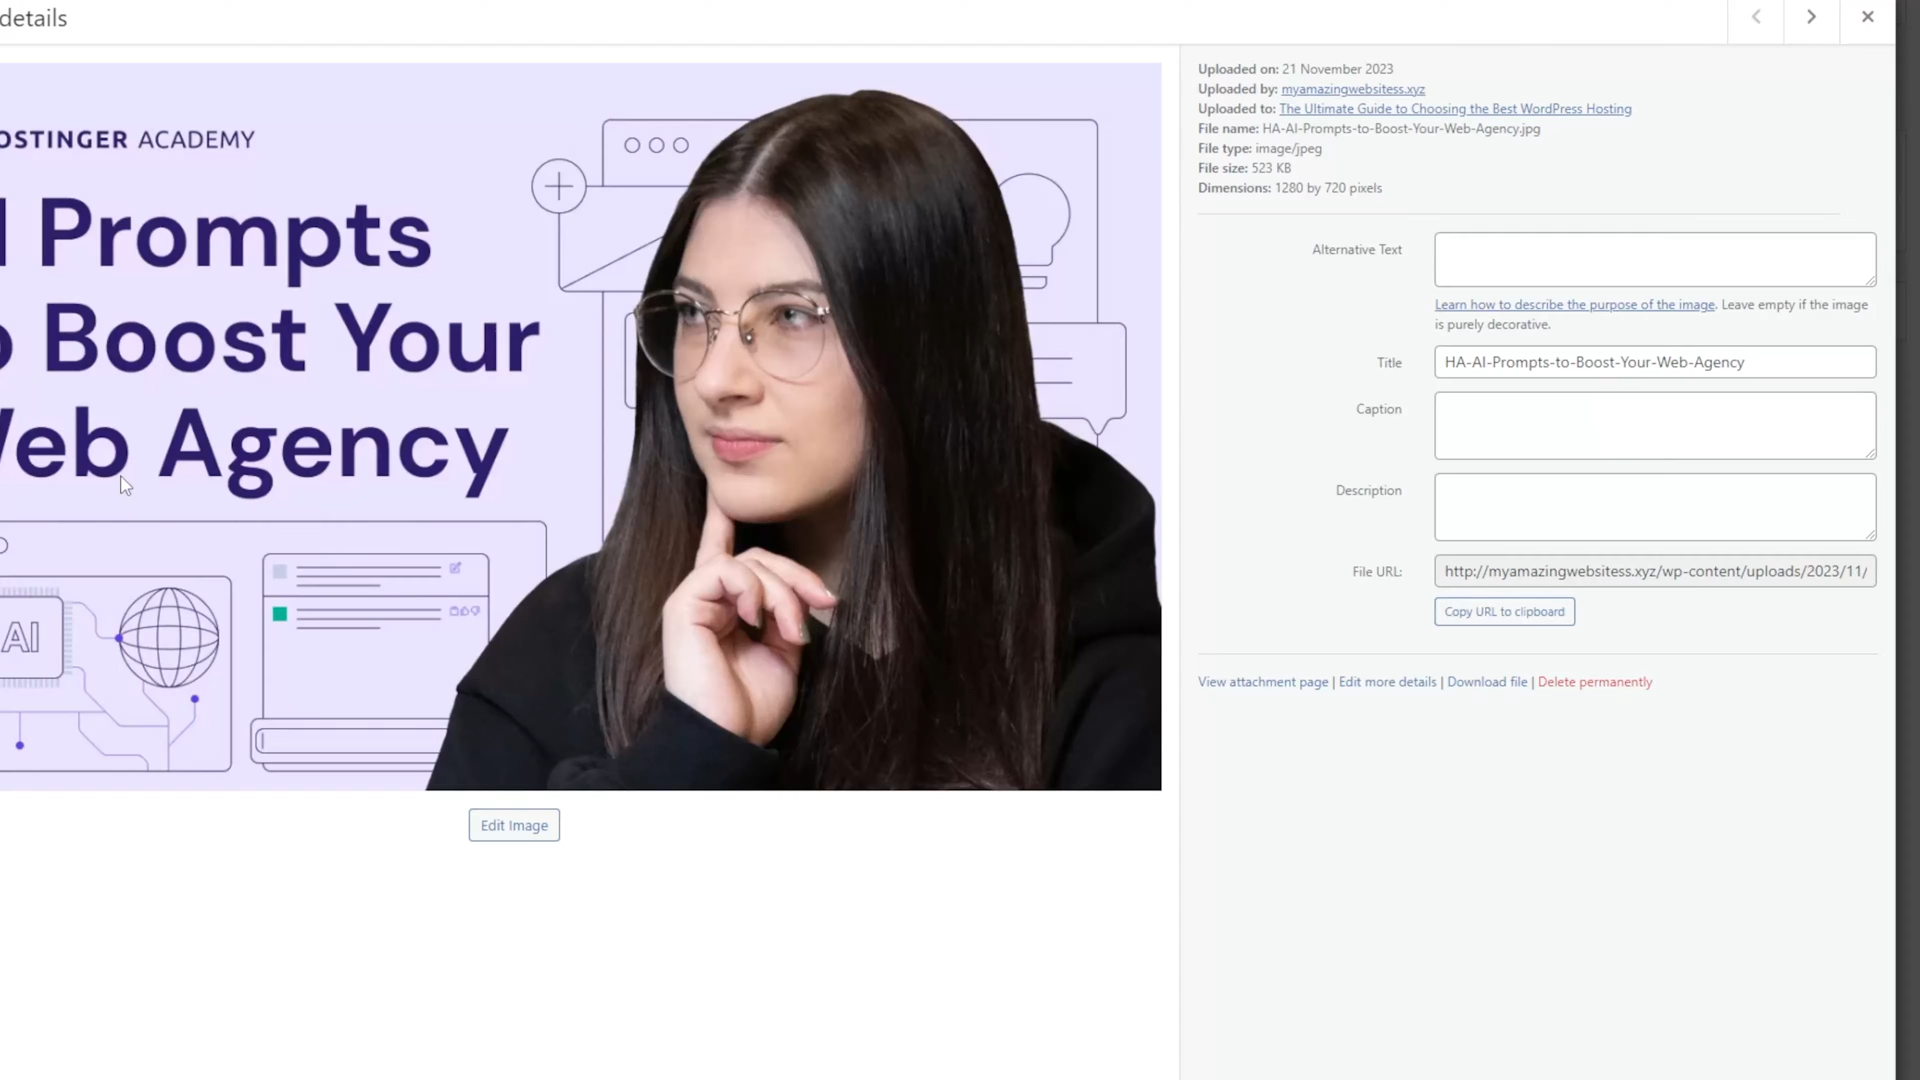 details
OSTINGER ACADEMY
Prompts
Boost Your
Web Agency
AI
Edit Image
Uploaded on: 21 November 2023
Uploaded by: myamazingwebsitess.xyz
Uploaded to: The Ultimate Guide to Choosing the Best WordPress Hosting
File name: HA-AI-Prompts-to-Boost-Your-Web-Agency.jpg
File type: image/jpeg
File size: 523 KB
Dimensions: 1280 by 720 pixels
Alternative Text
Learn how to describe the purpose of the image. Leave empty if the image
is purely decorative.
Title HA-AI-Prompts-to-Boost-Your-Web-Agency
Caption
Description
File URL: http://myamazingwebsitess.xyz/wp-content/uploads/2023/11/
Copy URL to clipboard
View attachment page | Edit more details | Download file | Delete permanently